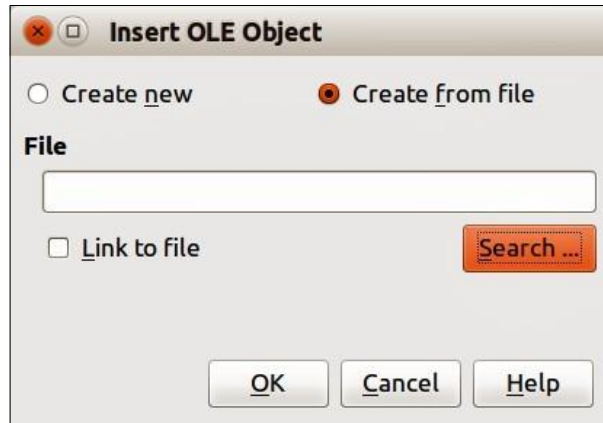 Insert OLE Object
Create new Create from file
File
Link to file Search ...
OK Cancel Help